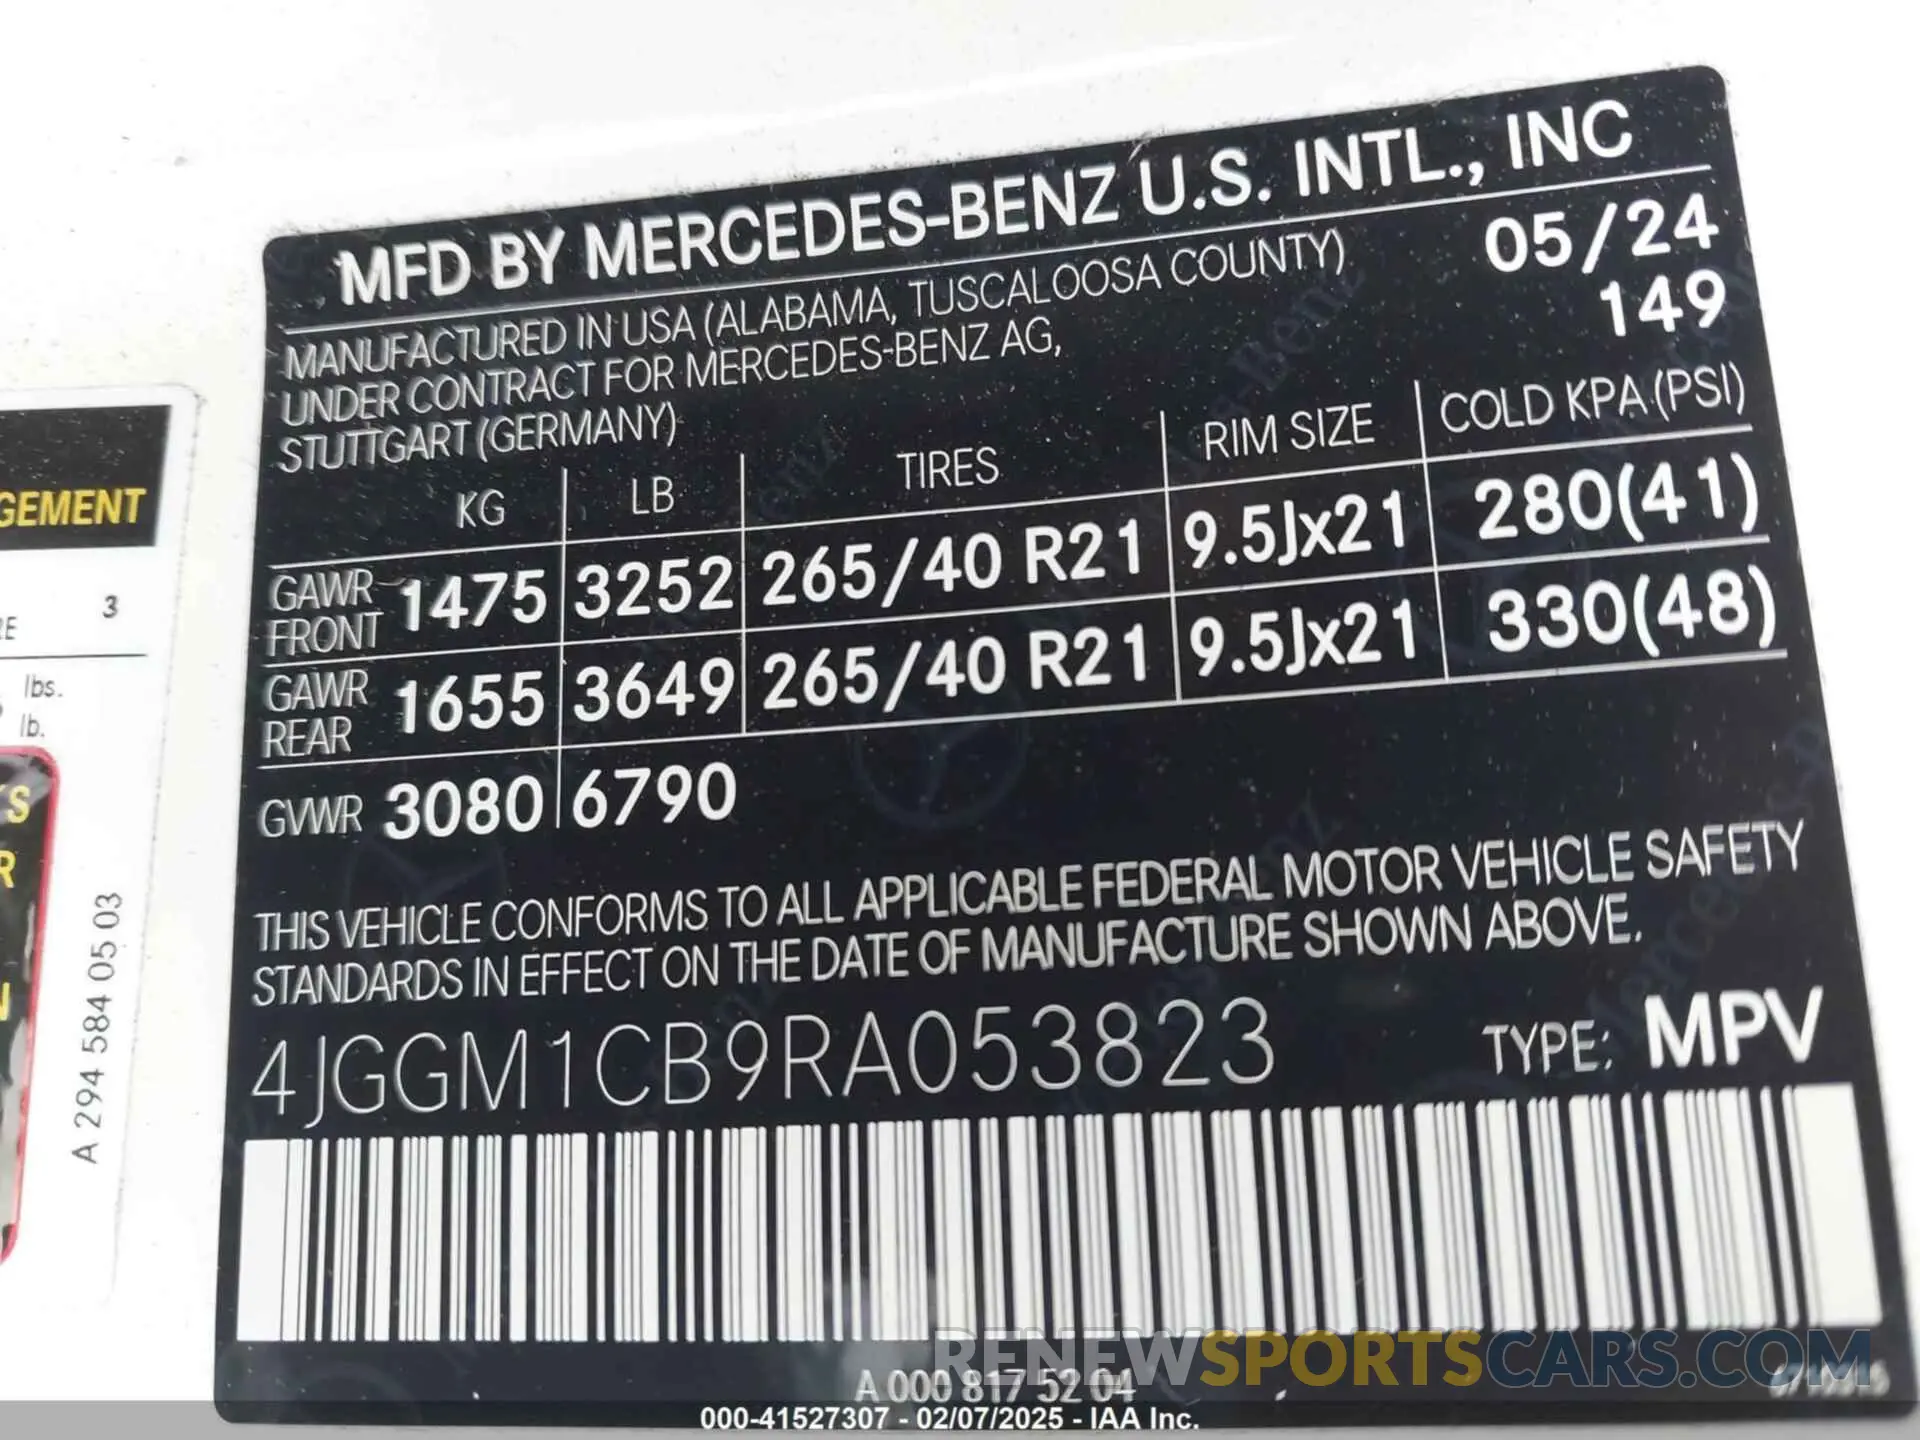 MFD BY MERCEDES-BENZ U.S. INTL., INC
MANUFACTURED IN USA (ALABAMA, TUSCALOOSA COUNTY)
UNDER CONTRACT FOR MERCEDES-BENZ AG,
STUTTGART (GERMANY)
05/24
149
KG LB TIRES RIM SIZE COLD KPA (PSI)
GAWR FRONT 1475 3252 265/40 R21 9.5Jx21 280(41)
GAWR REAR 1655 3649 265/40 R21 9.5Jx21 330(48)
GVWR 3080 6790
THIS VEHICLE CONFORMS TO ALL APPLICABLE FEDERAL MOTOR VEHICLE SAFETY
STANDARDS IN EFFECT ON THE DATE OF MANUFACTURE SHOWN ABOVE.
4JGGM1CB9RA053823 TYPE: MPV
A 000 817 52 04
RENEWSPORTSCARS.COM
000-41527307 - 02/07/2025 - IAA Inc.
GEMENT
3
lbs.
lb.
A 294 584 05 03